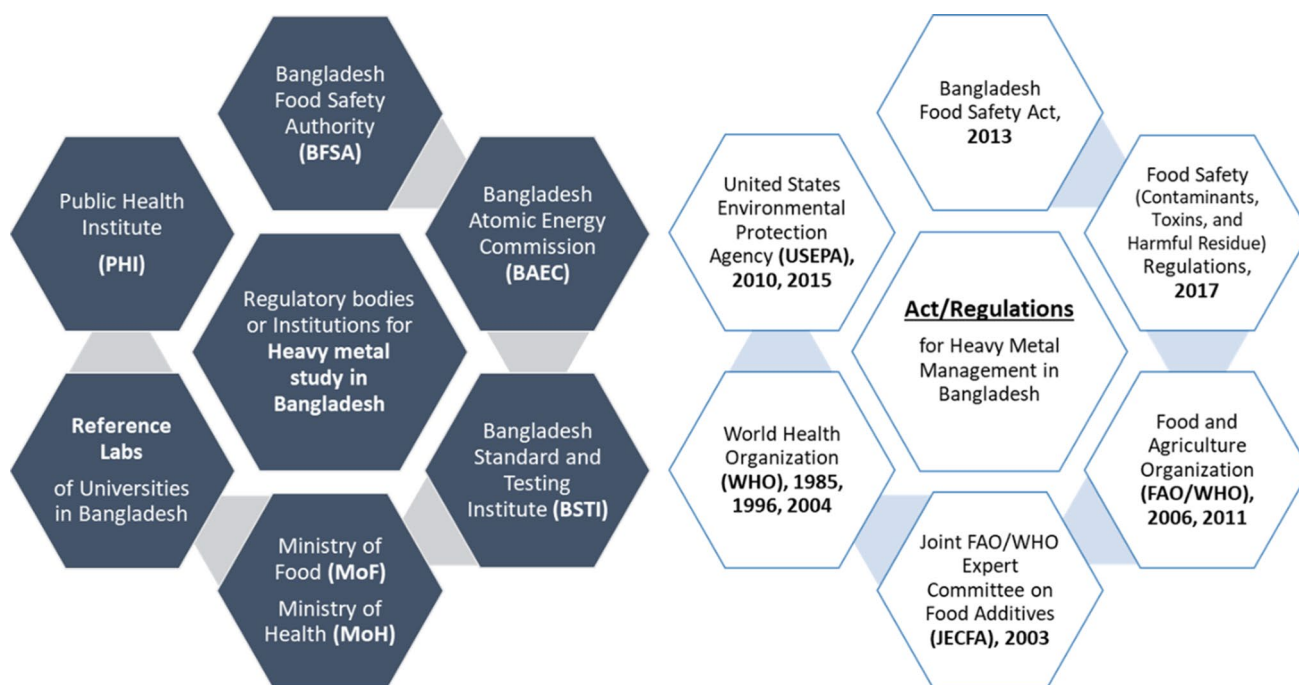 Bangladesh
Food Safety
Authority
(BFSA)
Bangladesh
Atomic Energy
Commission
(BAEC)
Bangladesh
Standard and
Testing
Institute (BSTI)
Ministry of
Food (MoF)
Ministry of
Health (MoH)
Reference
Labs
of Universities
in Bangladesh
Public Health
Institute
(PHI)
Regulatory bodies
or Institutions for
Heavy metal
study in
Bangladesh
Bangladesh
Food Safety Act,
2013
Food Safety
(Contaminants,
Toxins, and
Harmful Residue)
Regulations,
2017
Food and
Agriculture
Organization
(FAO/WHO),
2006, 2011
Joint FAO/WHO
Expert
Committee on
Food Additives
(JECFA), 2003
World Health
Organization
(WHO), 1985,
1996, 2004
United States
Environmental
Protection
Agency (USEPA),
2010, 2015
Act/Regulations
for Heavy Metal
Management in
Bangladesh